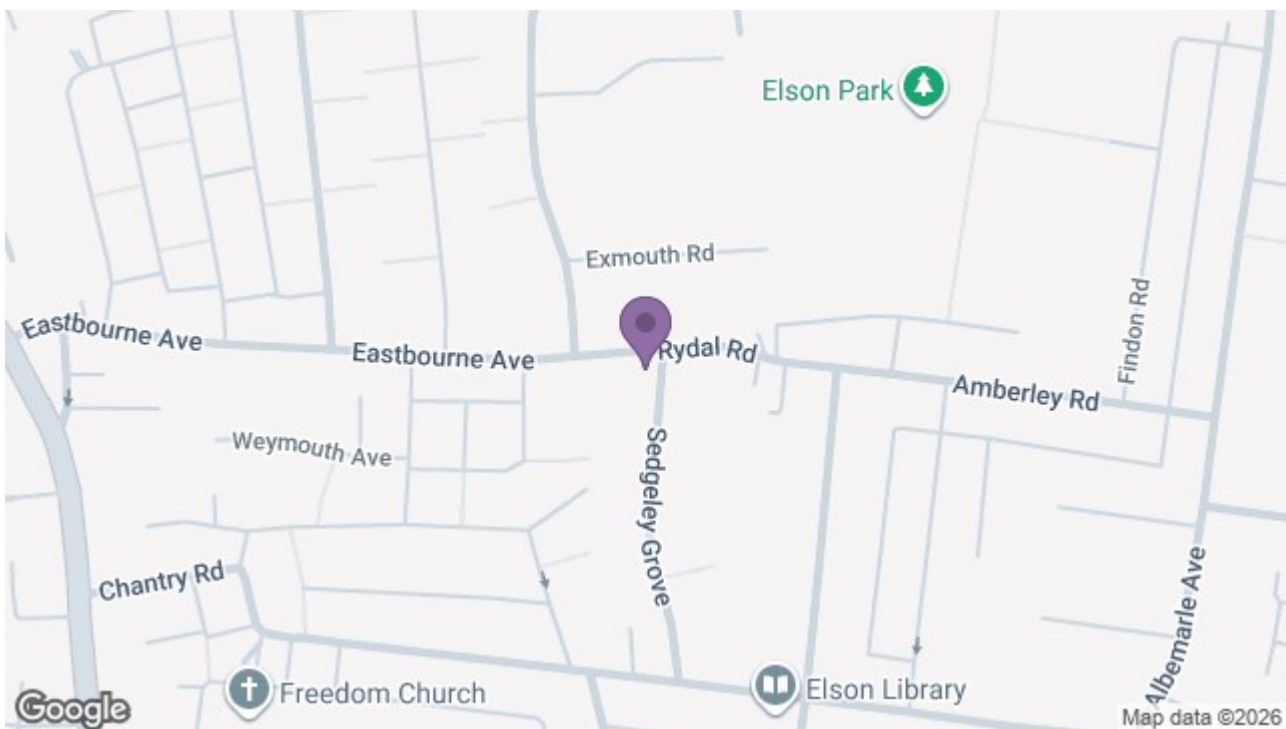 Elson Park
Exmouth Rd
Eastbourne Ave
Eastbourne Ave
Rydal Rd
Findon Rd
Amberley Rd
Weymouth Ave
Sedgeley Grove
Chantry Rd
Albemarle Ave
Freedom Church
Elson Library
Google
Map data ©2026